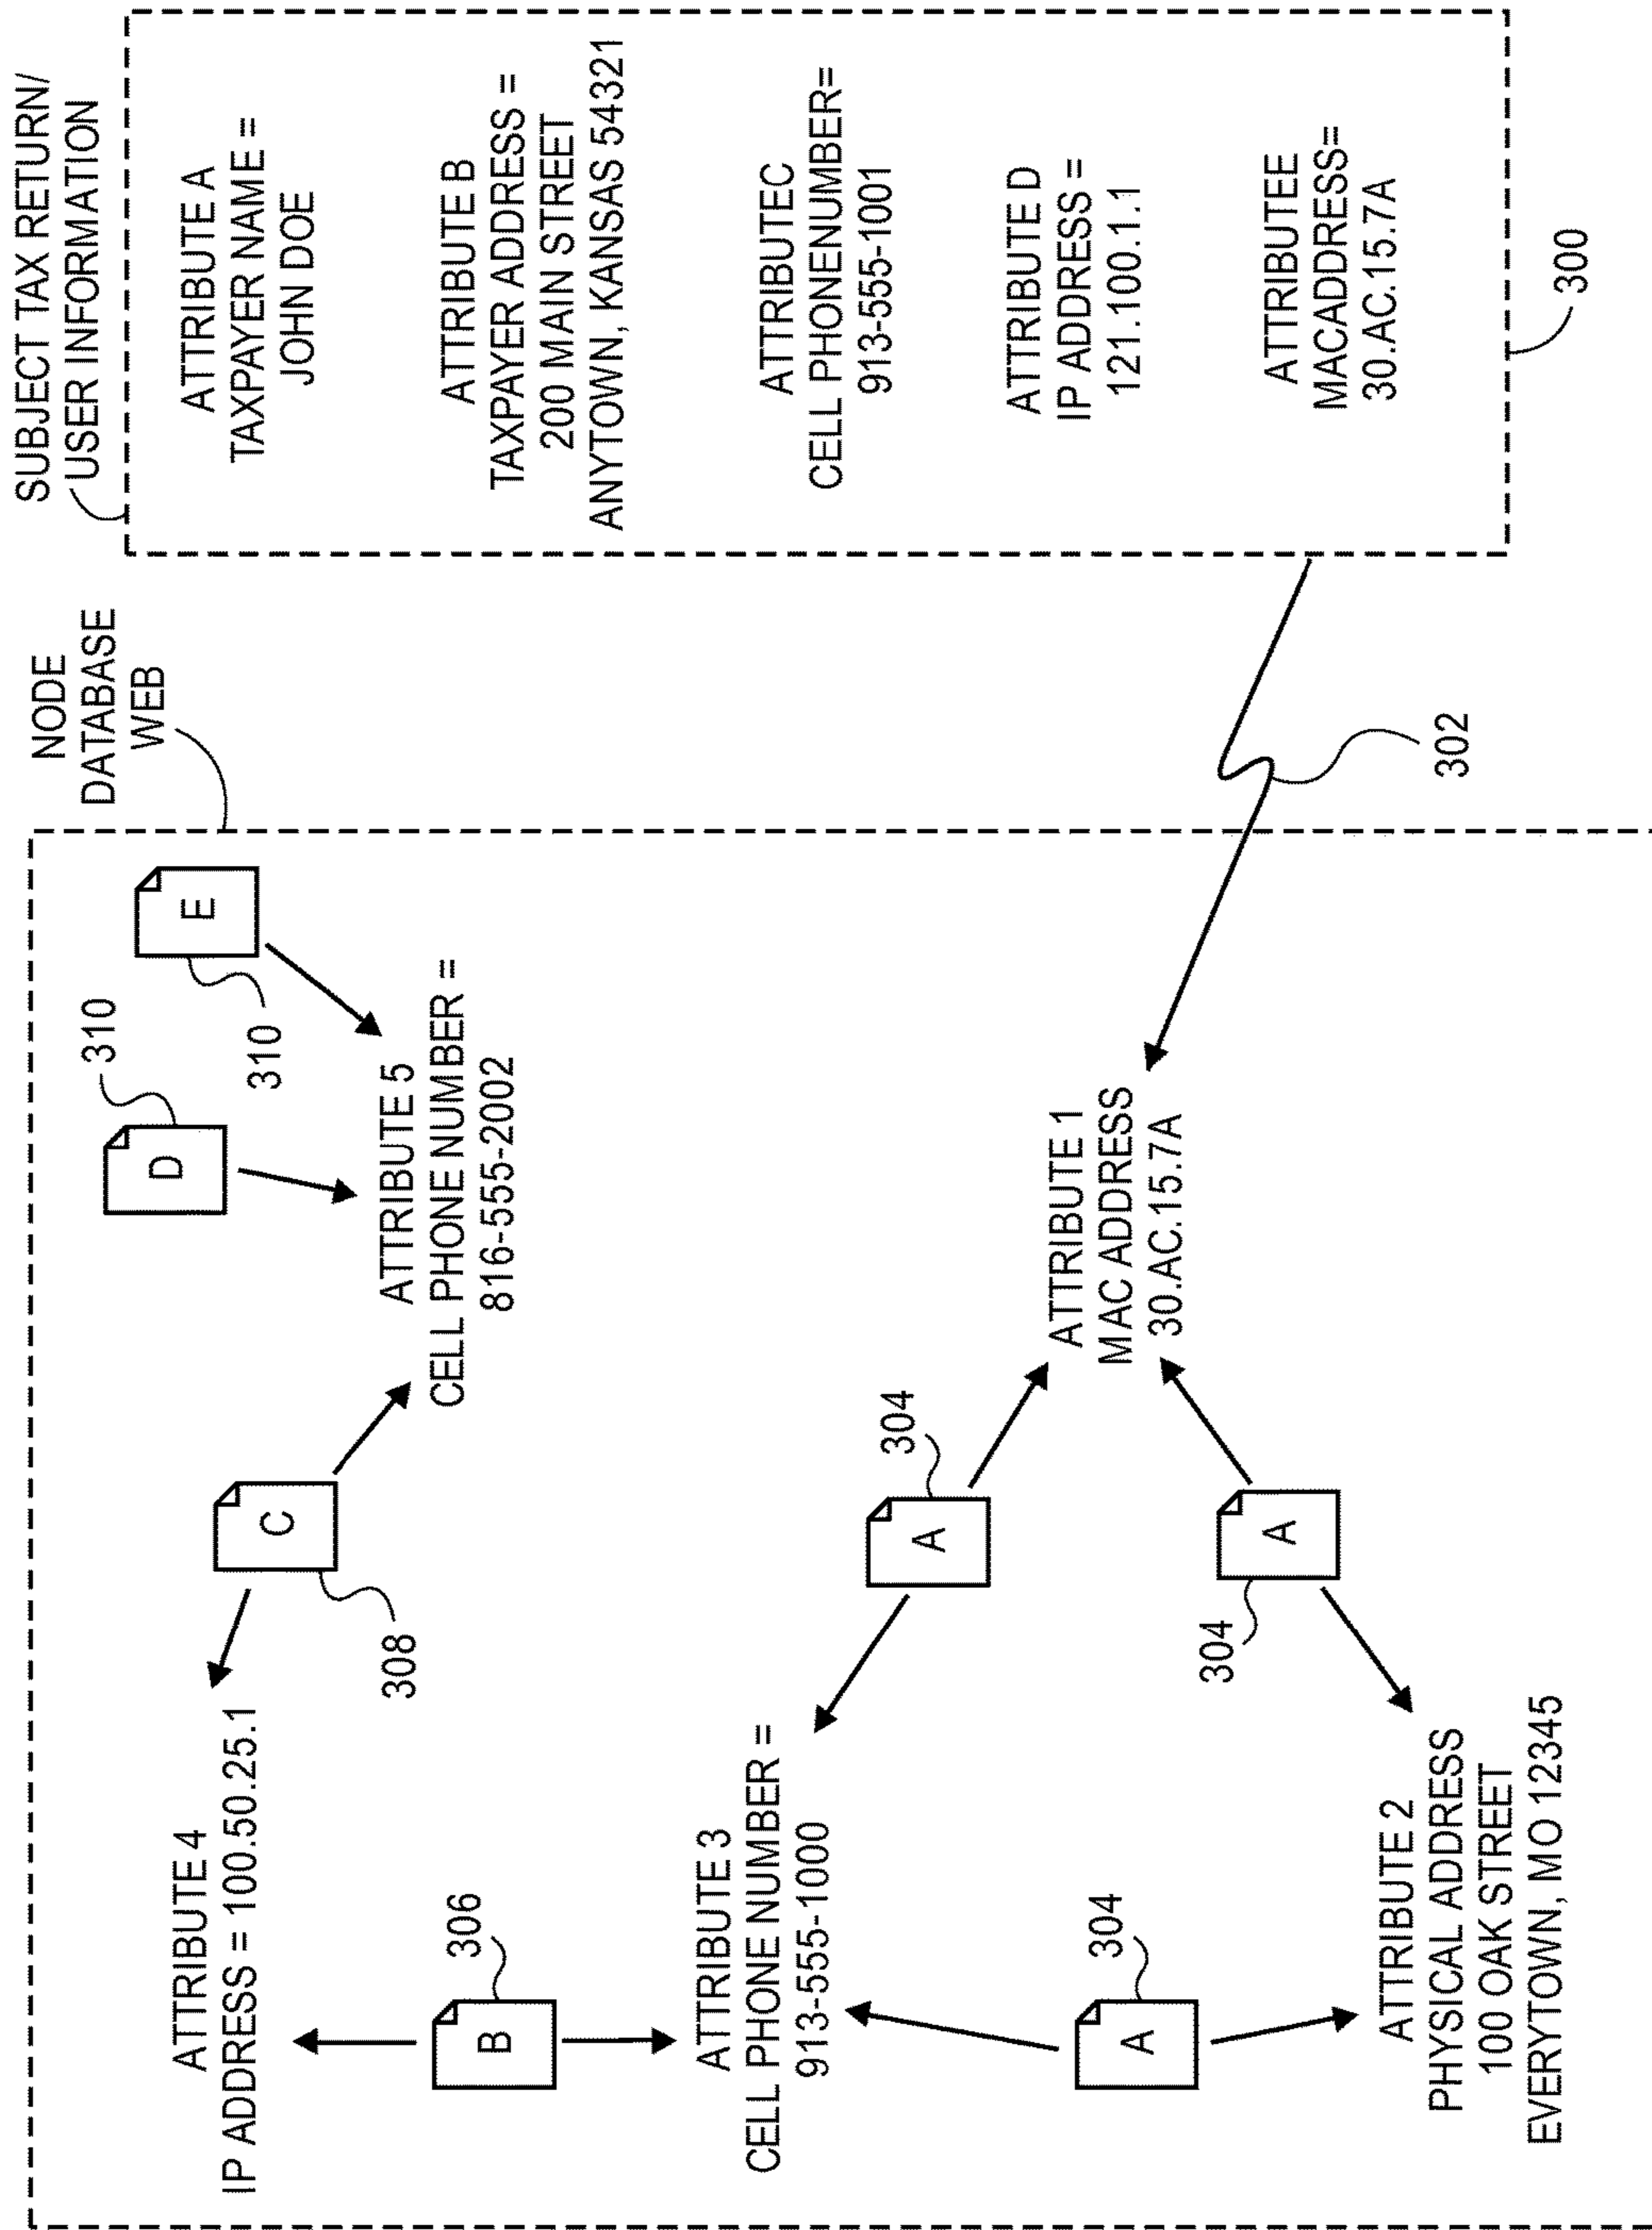 SUBJECT TAX RETURN/
USER INFORMATION
ATTRIBUTE A
TAXPAYER NAME =
JOHN DOE
ATTRIBUTE B
TAXPAYER ADDRESS =
200 MAIN STREET
ANYTOWN, KANSAS 54321
ATTRIBUTEC
CELL PHONENUMBER=
913-555-1001
ATTRIBUTE D
IP ADDRESS =
121.100.1.1
ATTRIBUTEE
MACADDRESS=
30.AC.15.7A
300
NODE
DATABASE
WEB
302
E
310
D
310
ATTRIBUTE 5
CELL PHONE NUMBER =
816-555-2002
C
308
ATTRIBUTE 4
IP ADDRESS = 100.50.25.1
B
306
ATTRIBUTE 3
CELL PHONE NUMBER =
913-555-1000
A
304
ATTRIBUTE 1
MAC ADDRESS
30.AC.15.7A
A
304
A
304
ATTRIBUTE 2
PHYSICAL ADDRESS
100 OAK STREET
EVERYTOWN, MO 12345